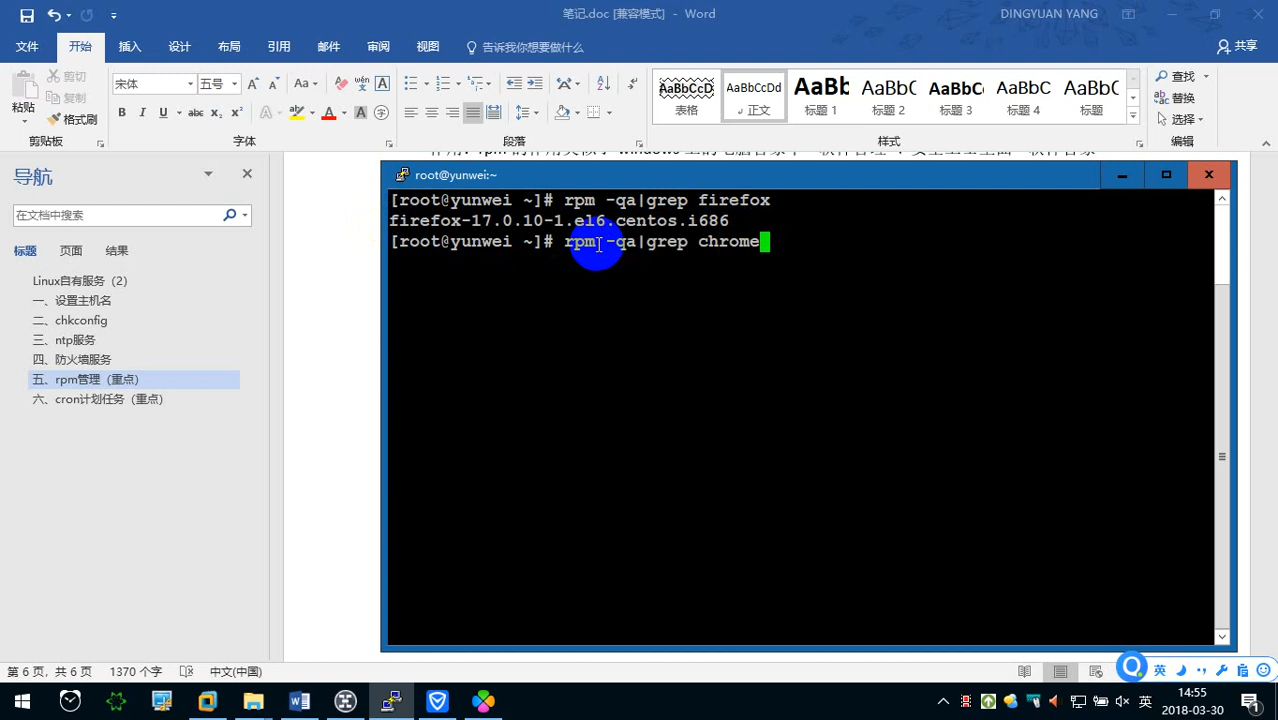 笔记.doc [兼容模式] - Word
DINGYUAN YANG
文件 开始 插入 设计 布局 引用 邮件 审阅 视图 告诉我你想要做什么 共享
粘贴 剪切 复制 格式刷
宋体 五号 Aa wén 文 A
B I U abc x₂ x² A A A 字
AaBbCcD 表格
AaBbCcDd 正文
AaBb 标题 1
AaBbC 标题 2
AaBbC 标题 3
AaBbC 标题 4
AaBbC 标题
查找
替换
选择
剪贴板 字体 段落 样式 编辑
导航
在文档中搜索
标题 页面 结果
Linux自有服务（2）
一、设置主机名
二、chkconfig
三、ntp服务
四、防火墙服务
五、rpm管理（重点）
六、cron计划任务（重点）
root@yunwei:~
[root@yunwei ~]# rpm -qa|grep firefox
firefox-17.0.10-1.el6.centos.i686
[root@yunwei ~]# rpm -qa|grep chrome
第 6 页，共 6 页 1370 个字 中文(中国)
英
英
14:55
2018-03-30
1